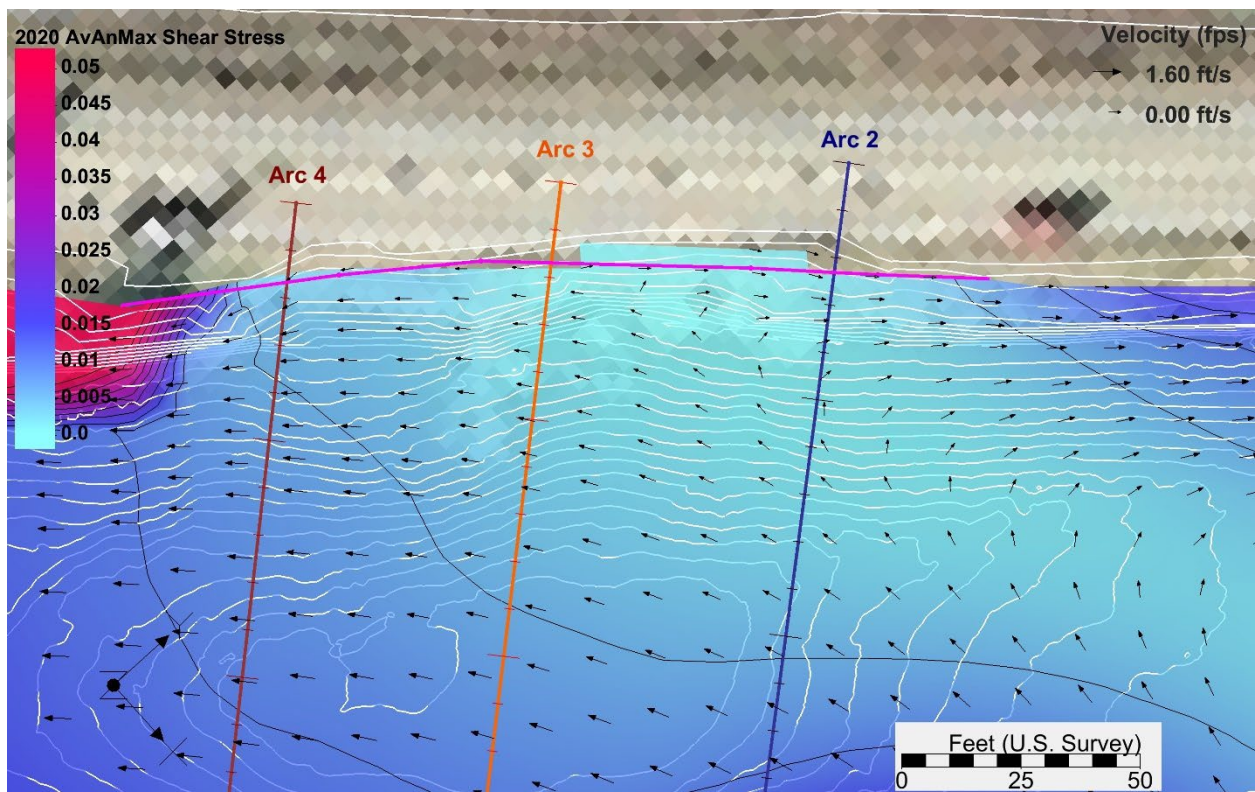 2020 AvAnMax Shear Stress
0.05
0.045
0.04
0.035
0.03
0.025
0.02
0.015
0.01
0.005
0.0
Velocity (fps)
1.60 ft/s
0.00 ft/s
Arc 4
Arc 3
Arc 2
Feet (U.S. Survey)
0 25 50